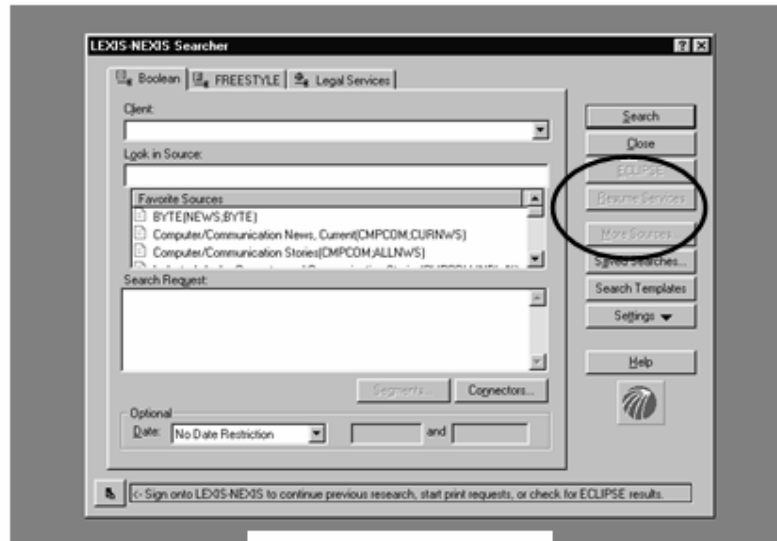 LEXIS-NEXIS Searcher
Boolean
FREESTYLE
Legal Services
Client:
Look in Source:
Favorite Sources
BYTE(NEWS;BYTE)
Computer/Communication News, Current(CMPCOM;CURNWS)
Computer/Communication Stories(CMPCOM;ALLNWS)
Search Request:
Segments...
Connectors...
Optional
Date:
No Date Restriction
and
Search
Close
ECLIPSE
Resume Services
More Sources...
Saved Searches...
Search Templates
Settings
Help
<- Sign onto LEXIS-NEXIS to continue previous research, start print requests, or check for ECLIPSE results.